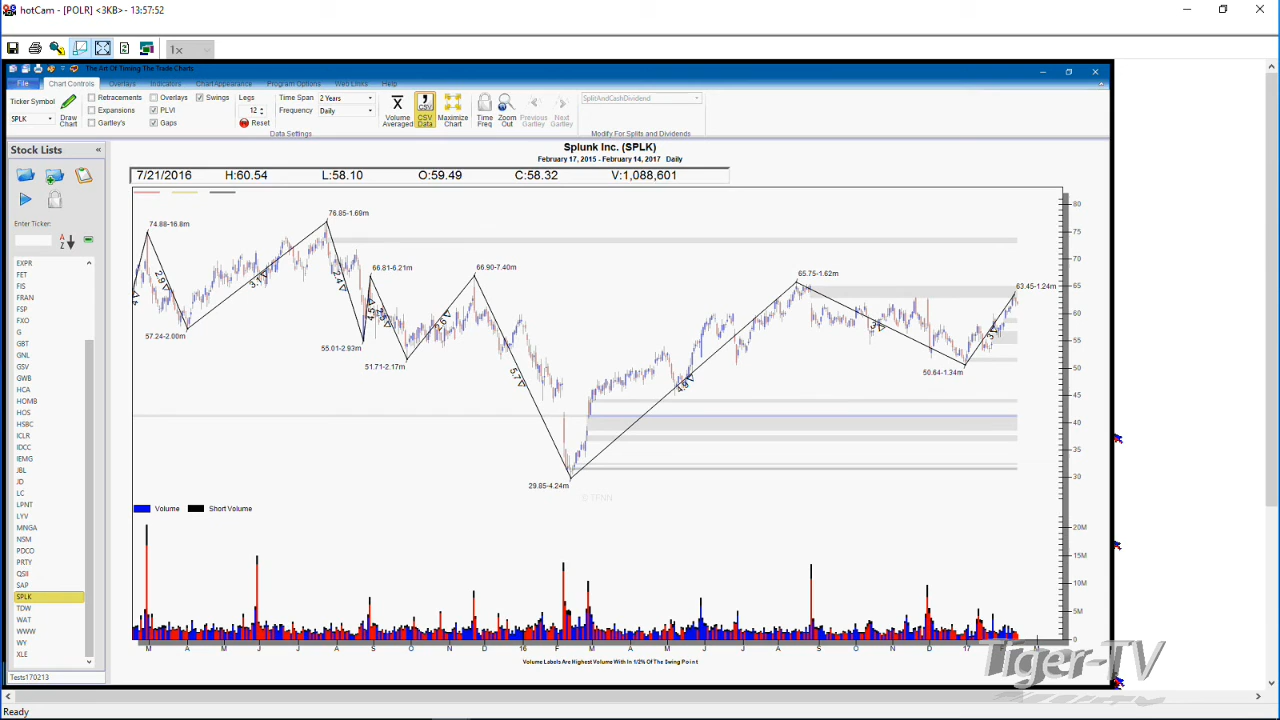 hotCam - [POLR] <3KB> - 13:57:52
1x
The Art Of Timing The Trade Charts
File Chart Controls Overlays Indicators ChartAppearance Program Options Web Links Help
Ticker Symbol
SPLK
Draw Chart
Retracements
Expansions
Gartley's
Overlays
PLVI
Gaps
Swings
Legs
12
Reset
Time Span 2 Years
Frequency Daily
Data Settings
Volume Averaged
CSV Data
Maximize Chart
Time Freq
Zoom Out
Previous Gartley
Next Gartley
SplitAndCashDividend
Modify For Splits and Dividends
Stock Lists «
Enter Ticker:
A
Z
EXPR
FET
FIS
FRAN
FSP
FXO
G
GBT
GNL
GSV
GWB
HCA
HOMB
HOS
HSBC
ICLR
IDCC
IEMG
JBL
JD
LC
LPNT
LYV
MNGA
NSM
PDCO
PRTY
QSII
SAP
SPLK
TDW
WAT
WWW
WY
XLE
Tests170213
Splunk Inc. (SPLK)
February 17, 2015 - February 14, 2017 Daily
7/21/2016 H:60.54 L:58.10 O:59.49 C:58.32 V:1,088,601
74.88-16.8m
76.85-1.69m
66.81-6.21m
66.90-7.40m
65.75-1.62m
63.45-1.24m
57.24-2.00m
55.01-2.93m
51.71-2.17m
50.64-1.34m
29.85-4.24m
80
75
70
65
60
55
50
45
40
35
30
Volume Short Volume
20M
15M
10M
5M
0
M A M J J A S O N D 16 F M A M J J A S O N D 17 F M
Volume Labels Are Highest Volume With In 1/2% Of The Swing Point
Tiger-TV
Ready